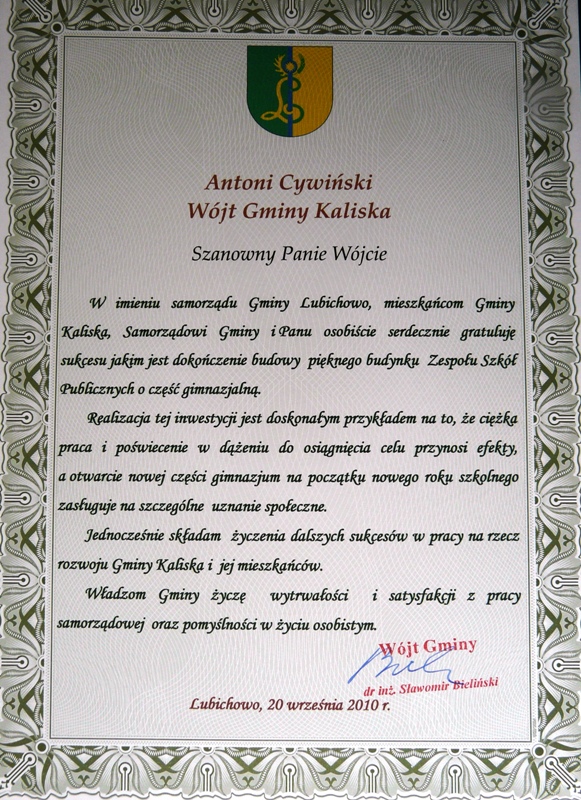 Antoni Cywiński
Wójt Gminy Kaliska
Szanowny Panie Wójcie
W imieniu samorządu Gminy Lubichowo, mieszkańcom Gminy
Kaliska, Samorządowi Gminy i Panu osobiście serdecznie gratuluję
sukcesu jakim jest dokończenie budowy pięknego budynku Zespołu Szkół
Publicznych o część gimnazjalną.
Realizacja tej inwestycji jest doskonałym przykładem na to, że ciężka
praca i poświecenie w dążeniu do osiągnięcia celu przynosi efekty,
a otwarcie nowej części gimnazjum na początku nowego roku szkolnego
zasługuje na szczególne uznanie społeczne.
Jednocześnie składam życzenia dalszych sukcesów w pracy na rzecz
rozwoju Gminy Kaliska i jej mieszkańców.
Władzom Gminy życzę wytrwałości i satysfakcji z pracy
samorządowej oraz pomyślności w życiu osobistym.
Wójt Gminy
dr inż. Sławomir Bieliński
Lubichowo, 20 września 2010 r.